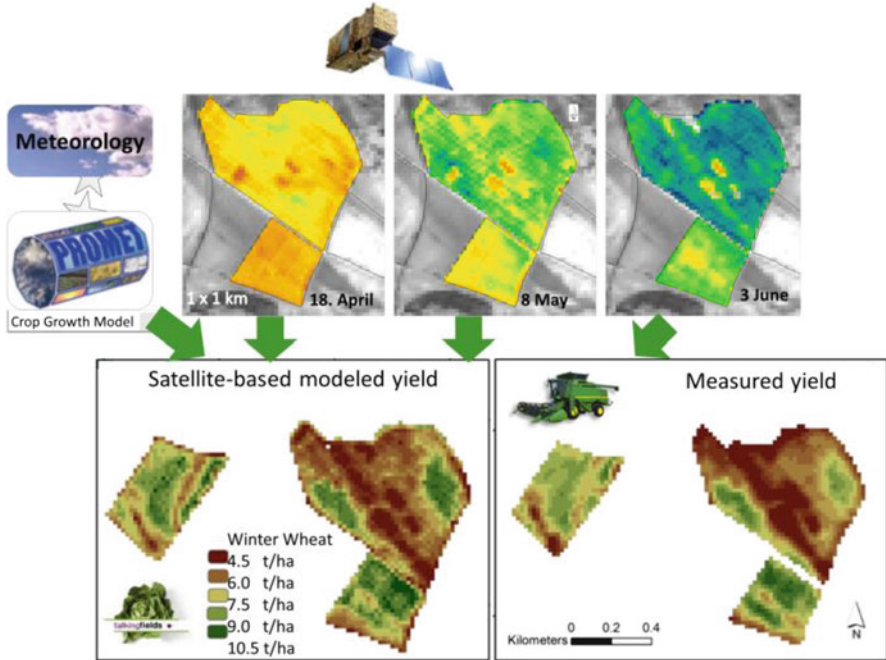 Meteorology
PROMET
Crop Growth Model
1 x 1 km
18. April
8 May
3 June
Satellite-based modeled yield
Winter Wheat
4.5 t/ha
6.0 t/ha
7.5 t/ha
9.0 t/ha
10.5 t/ha
talkingfields
Measured yield
Kilometers
0 0.2 0.4
N